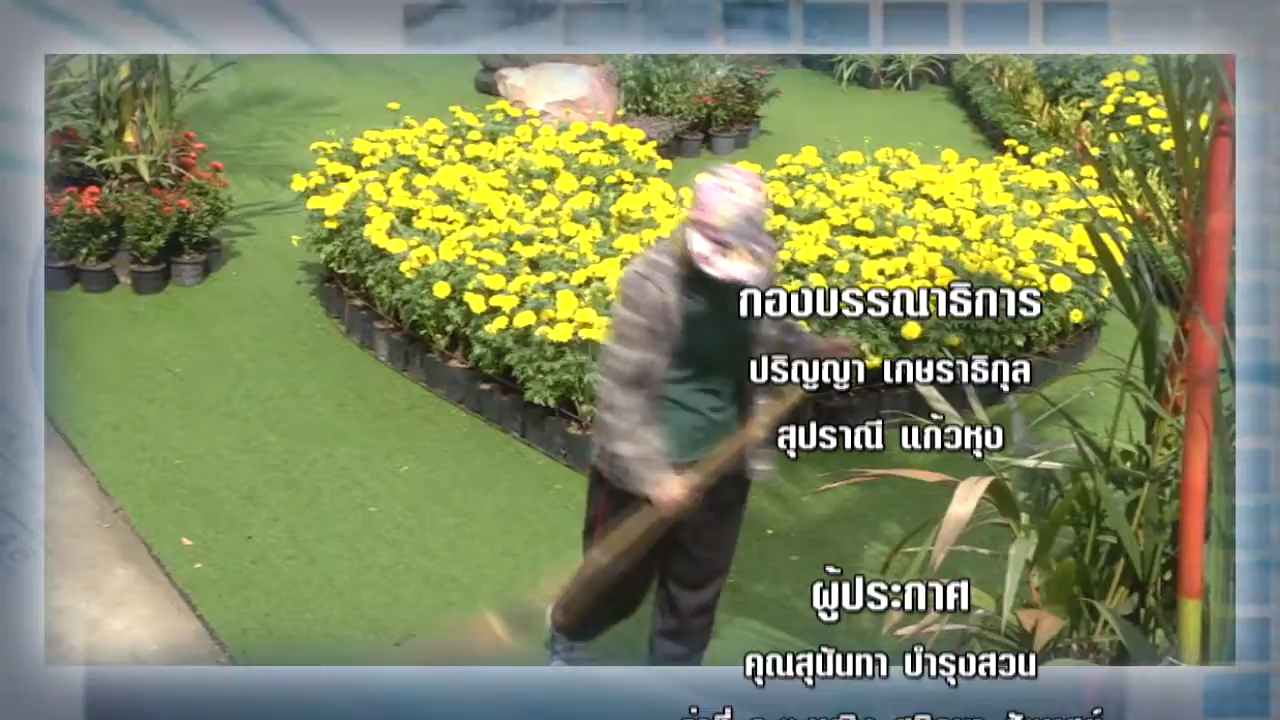 กองบรรณาธิการ
ปริญญา เกษราธิกุล
สุปราณี แก้วหุง
ผู้ประกาศ
คุณสุนันทา บำรุงสวน